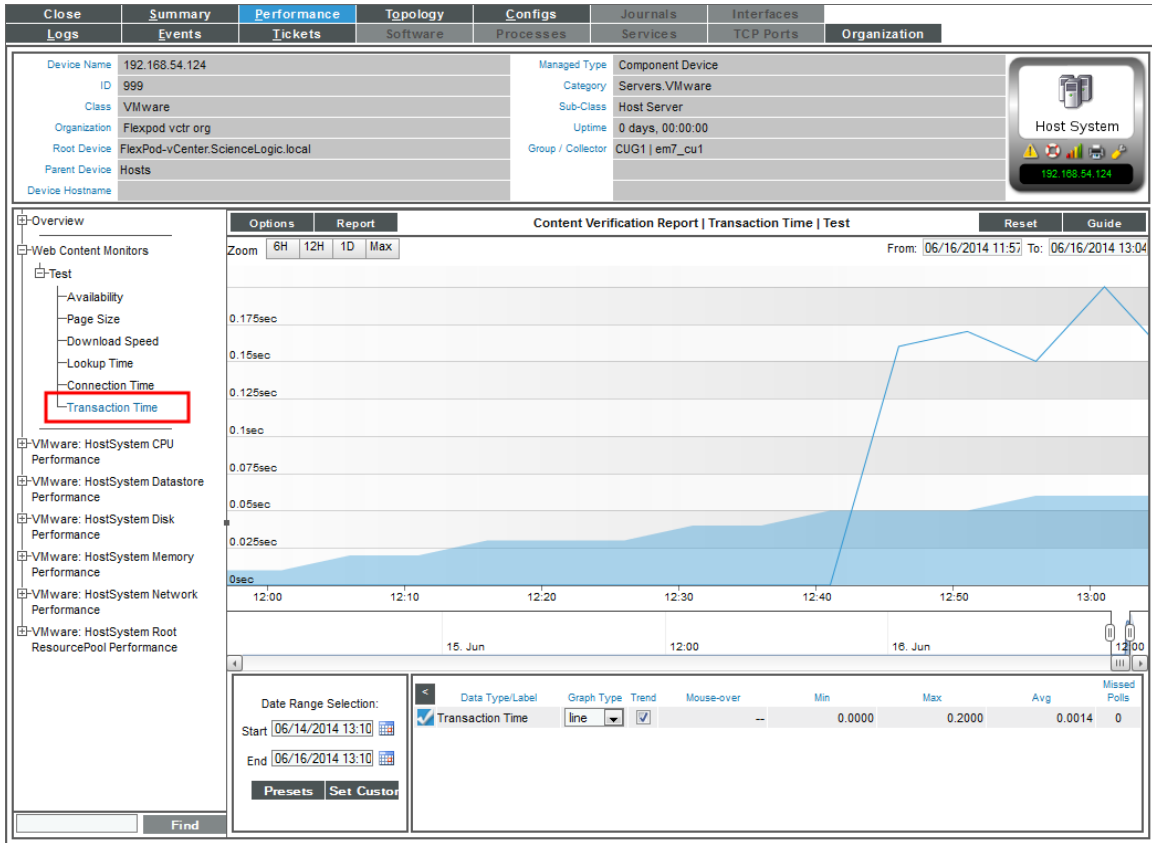 Close Summary Performance Topology Configs Journals Interfaces
Logs Events Tickets Software Processes Services TCP Ports Organization
Device Name 192.168.54.124 Managed Type Component Device
ID 999 Category Servers.VMware
Class VMware Sub-Class Host Server
Organization Flexpod vctr org Uptime 0 days, 00:00:00
Root Device FlexPod-vCenter.ScienceLogic.local Group / Collector CUG1 | em7_cu1
Parent Device Hosts
Device Hostname
Host System
192.168.54.124
Overview
Web Content Monitors
Test
Availability
Page Size
Download Speed
Lookup Time
Connection Time
Transaction Time
VMware: HostSystem CPU
Performance
VMware: HostSystem Datastore
Performance
VMware: HostSystem Disk
Performance
VMware: HostSystem Memory
Performance
VMware: HostSystem Network
Performance
VMware: HostSystem Root
ResourcePool Performance
Find
Options Report Content Verification Report | Transaction Time | Test Reset Guide
Zoom 6H 12H 1D Max From: 06/16/2014 11:57 To: 06/16/2014 13:04
0.175sec
0.15sec
0.125sec
0.1sec
0.075sec
0.05sec
0.025sec
0sec
12:00 12:10 12:20 12:30 12:40 12:50 13:00
15. Jun 12:00 16. Jun 12:00
Date Range Selection:
Start 06/14/2014 13:10
End 06/16/2014 13:10
Presets Set Custor
< Data Type/Label Graph Type Trend Mouse-over Min Max Avg Missed Polls
Transaction Time line -- 0.0000 0.2000 0.0014 0